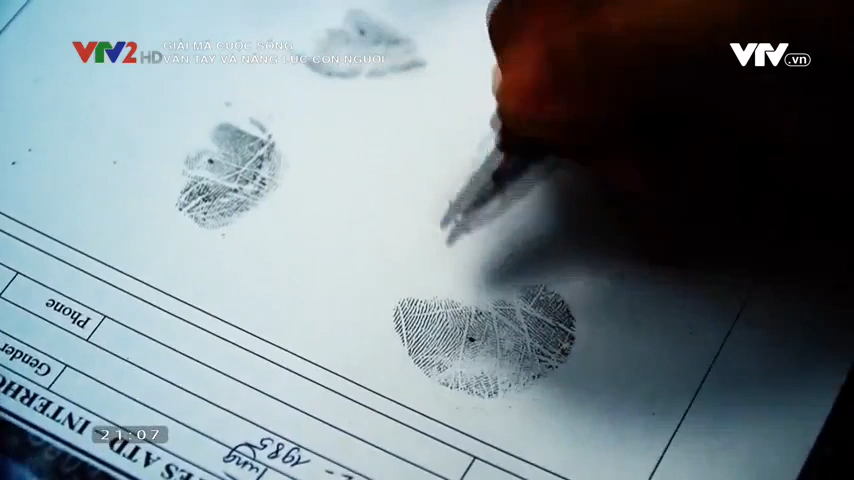 VTV2 HD
GIẢI MÃ CUỘC SỐNG
VÂN TAY VÀ NĂNG LỰC CON NGƯỜI
VTV.vn
Phone
Gender
21:07
1985